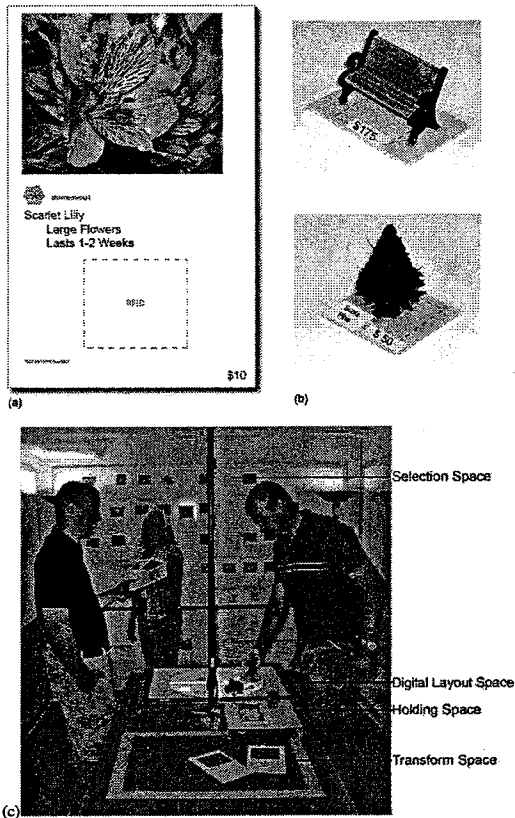 Scarlet Lilly
Large Flowers
Lasts 1-2 Weeks
RFID
$10
(a)
$175
$ 50
(b)
Selection Space
Digital Layout Space
Holding Space
Transform Space
(c)